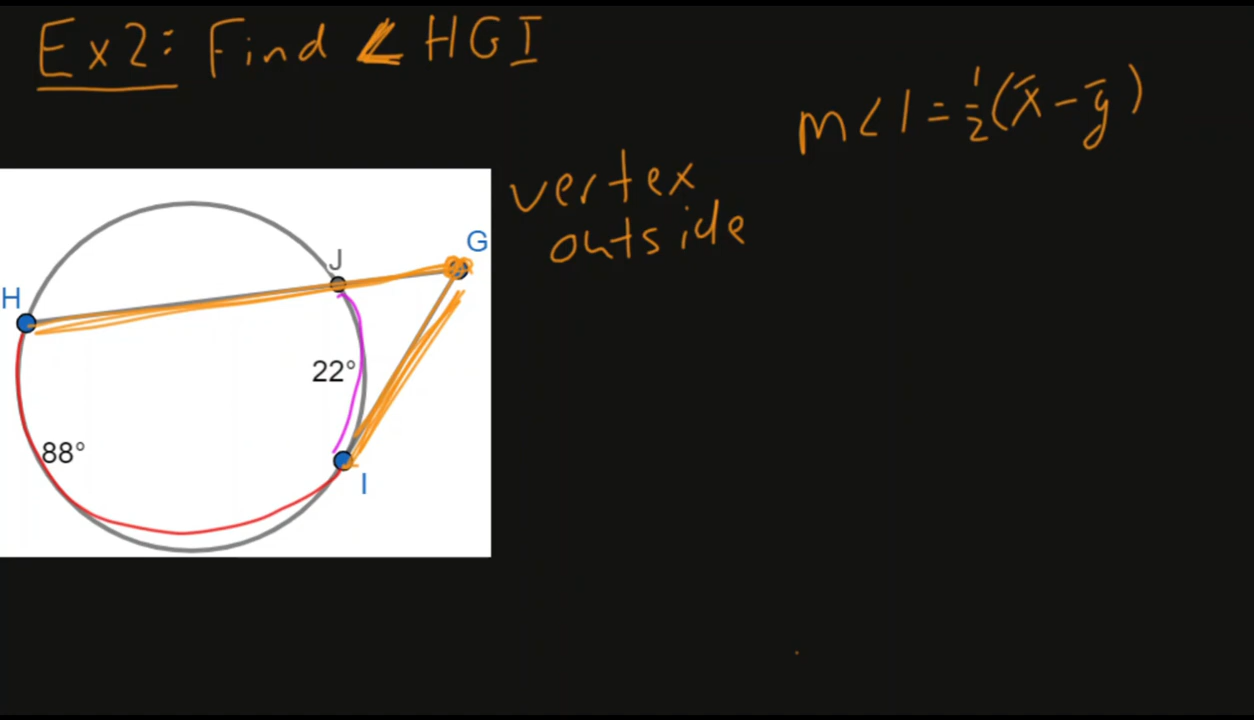 Ex2: Find ∠HGI
m∠1 = 1/2(x̄ - ȳ)
vertex
outside
G
J
H
22°
88°
I